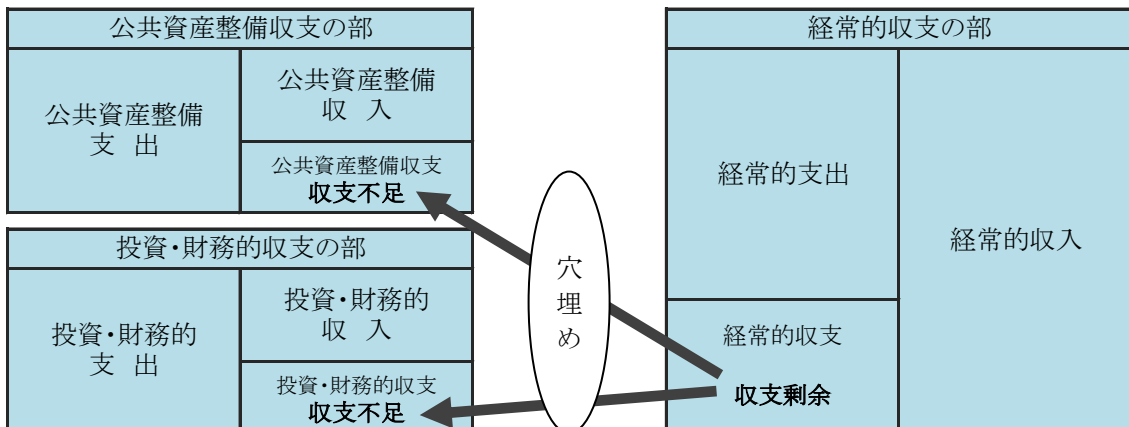 公共資産整備収支の部
公共資産整備
支 出
公共資産整備
収 入
公共資産整備収支
収支不足
投資・財務的収支の部
投資・財務的
支 出
投資・財務的
収 入
投資・財務的収支
収支不足
穴
埋
め
経常的収支の部
経常的支出
経常的収支
収支剰余
経常的収入